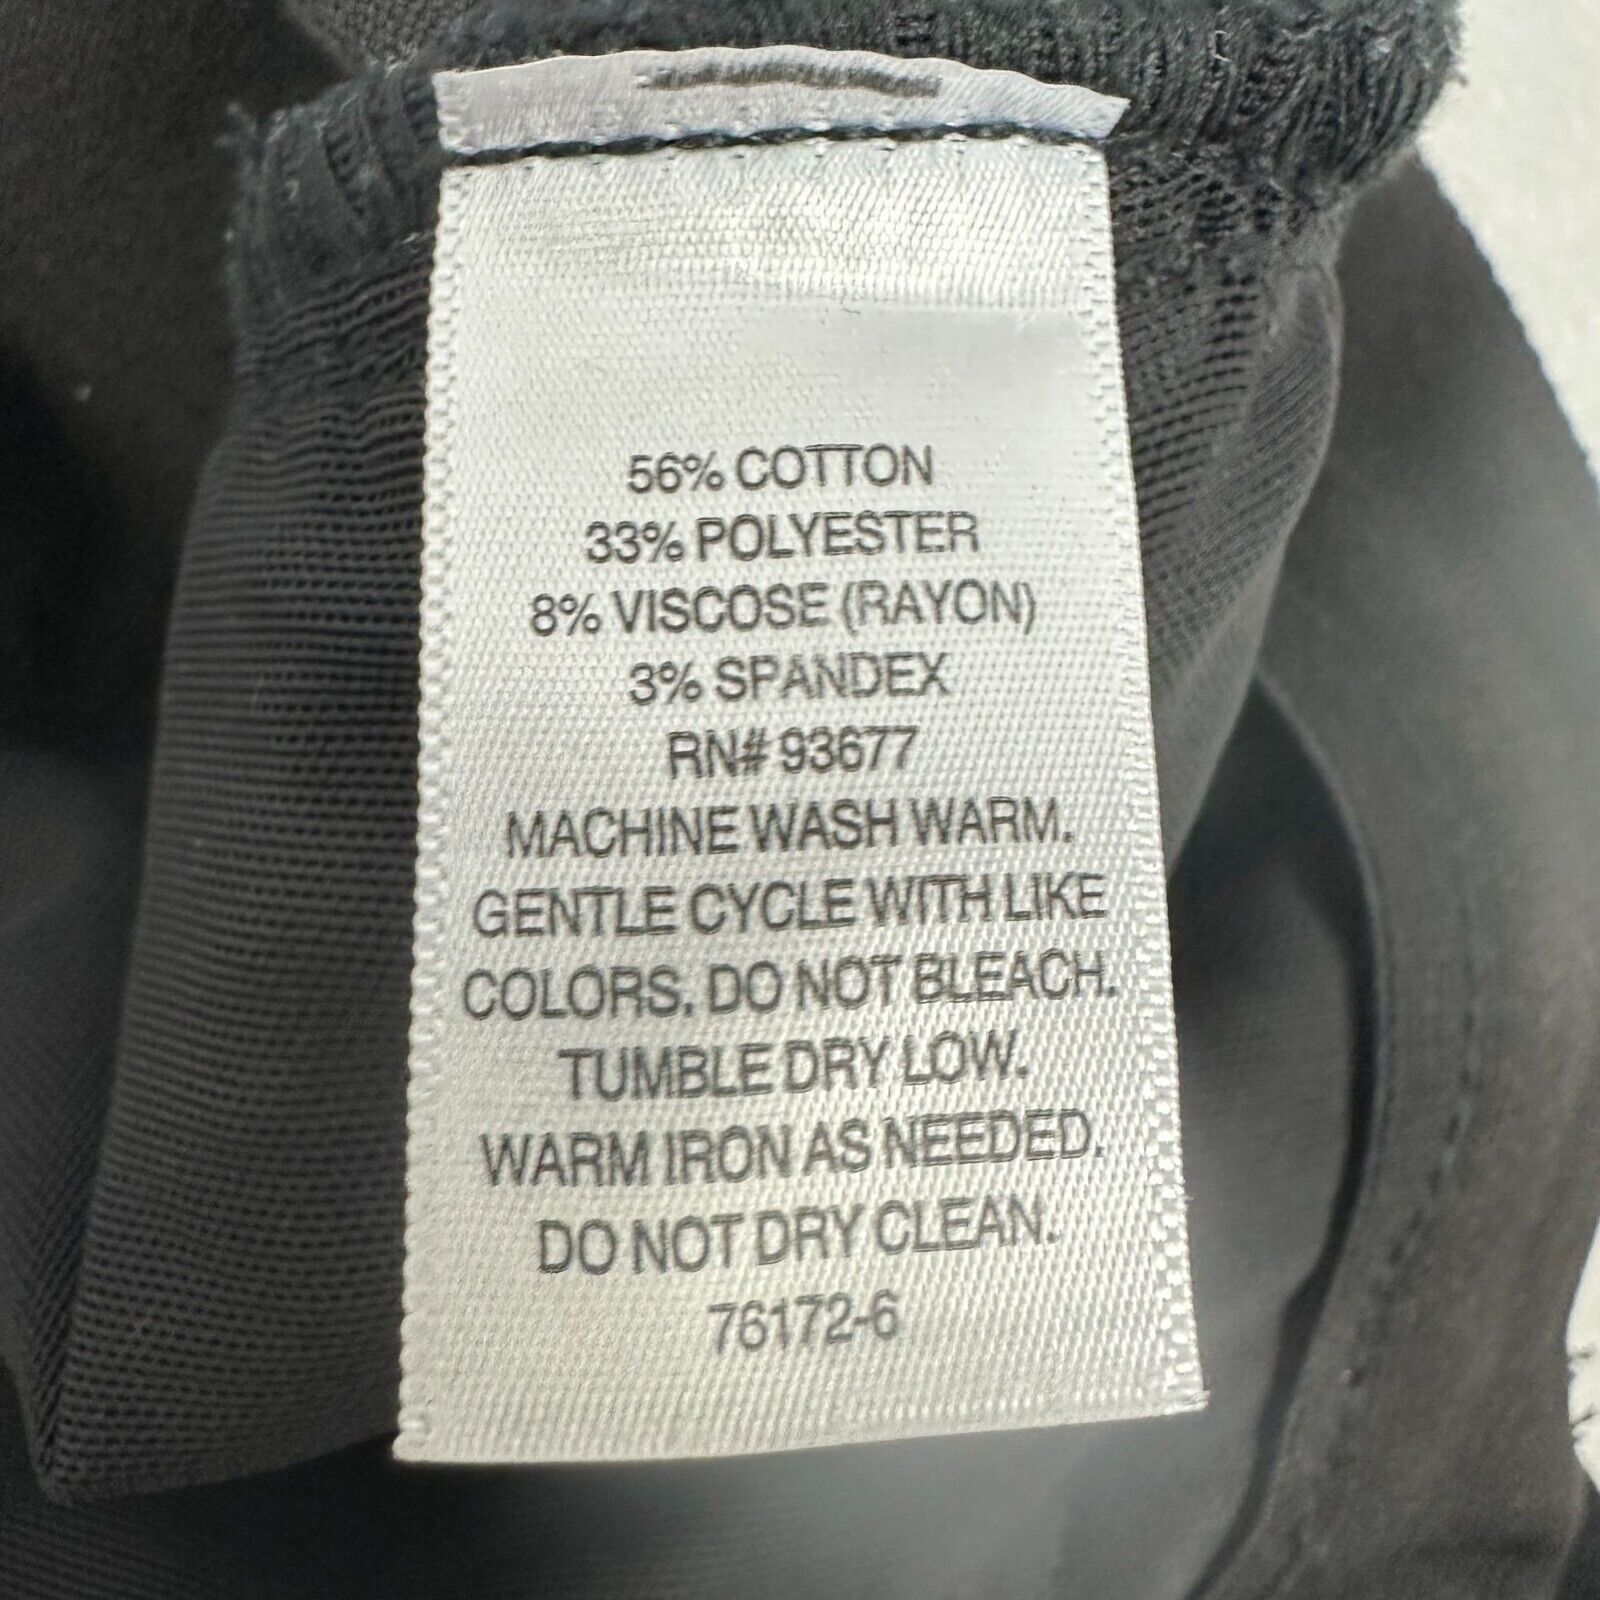 56% COTTON
33% POLYESTER
8% VISCOSE (RAYON)
3% SPANDEX
RN# 93677
MACHINE WASH WARM.
GENTLE CYCLE WITH LIKE
COLORS. DO NOT BLEACH.
TUMBLE DRY LOW.
WARM IRON AS NEEDED.
DO NOT DRY CLEAN.
76172-6